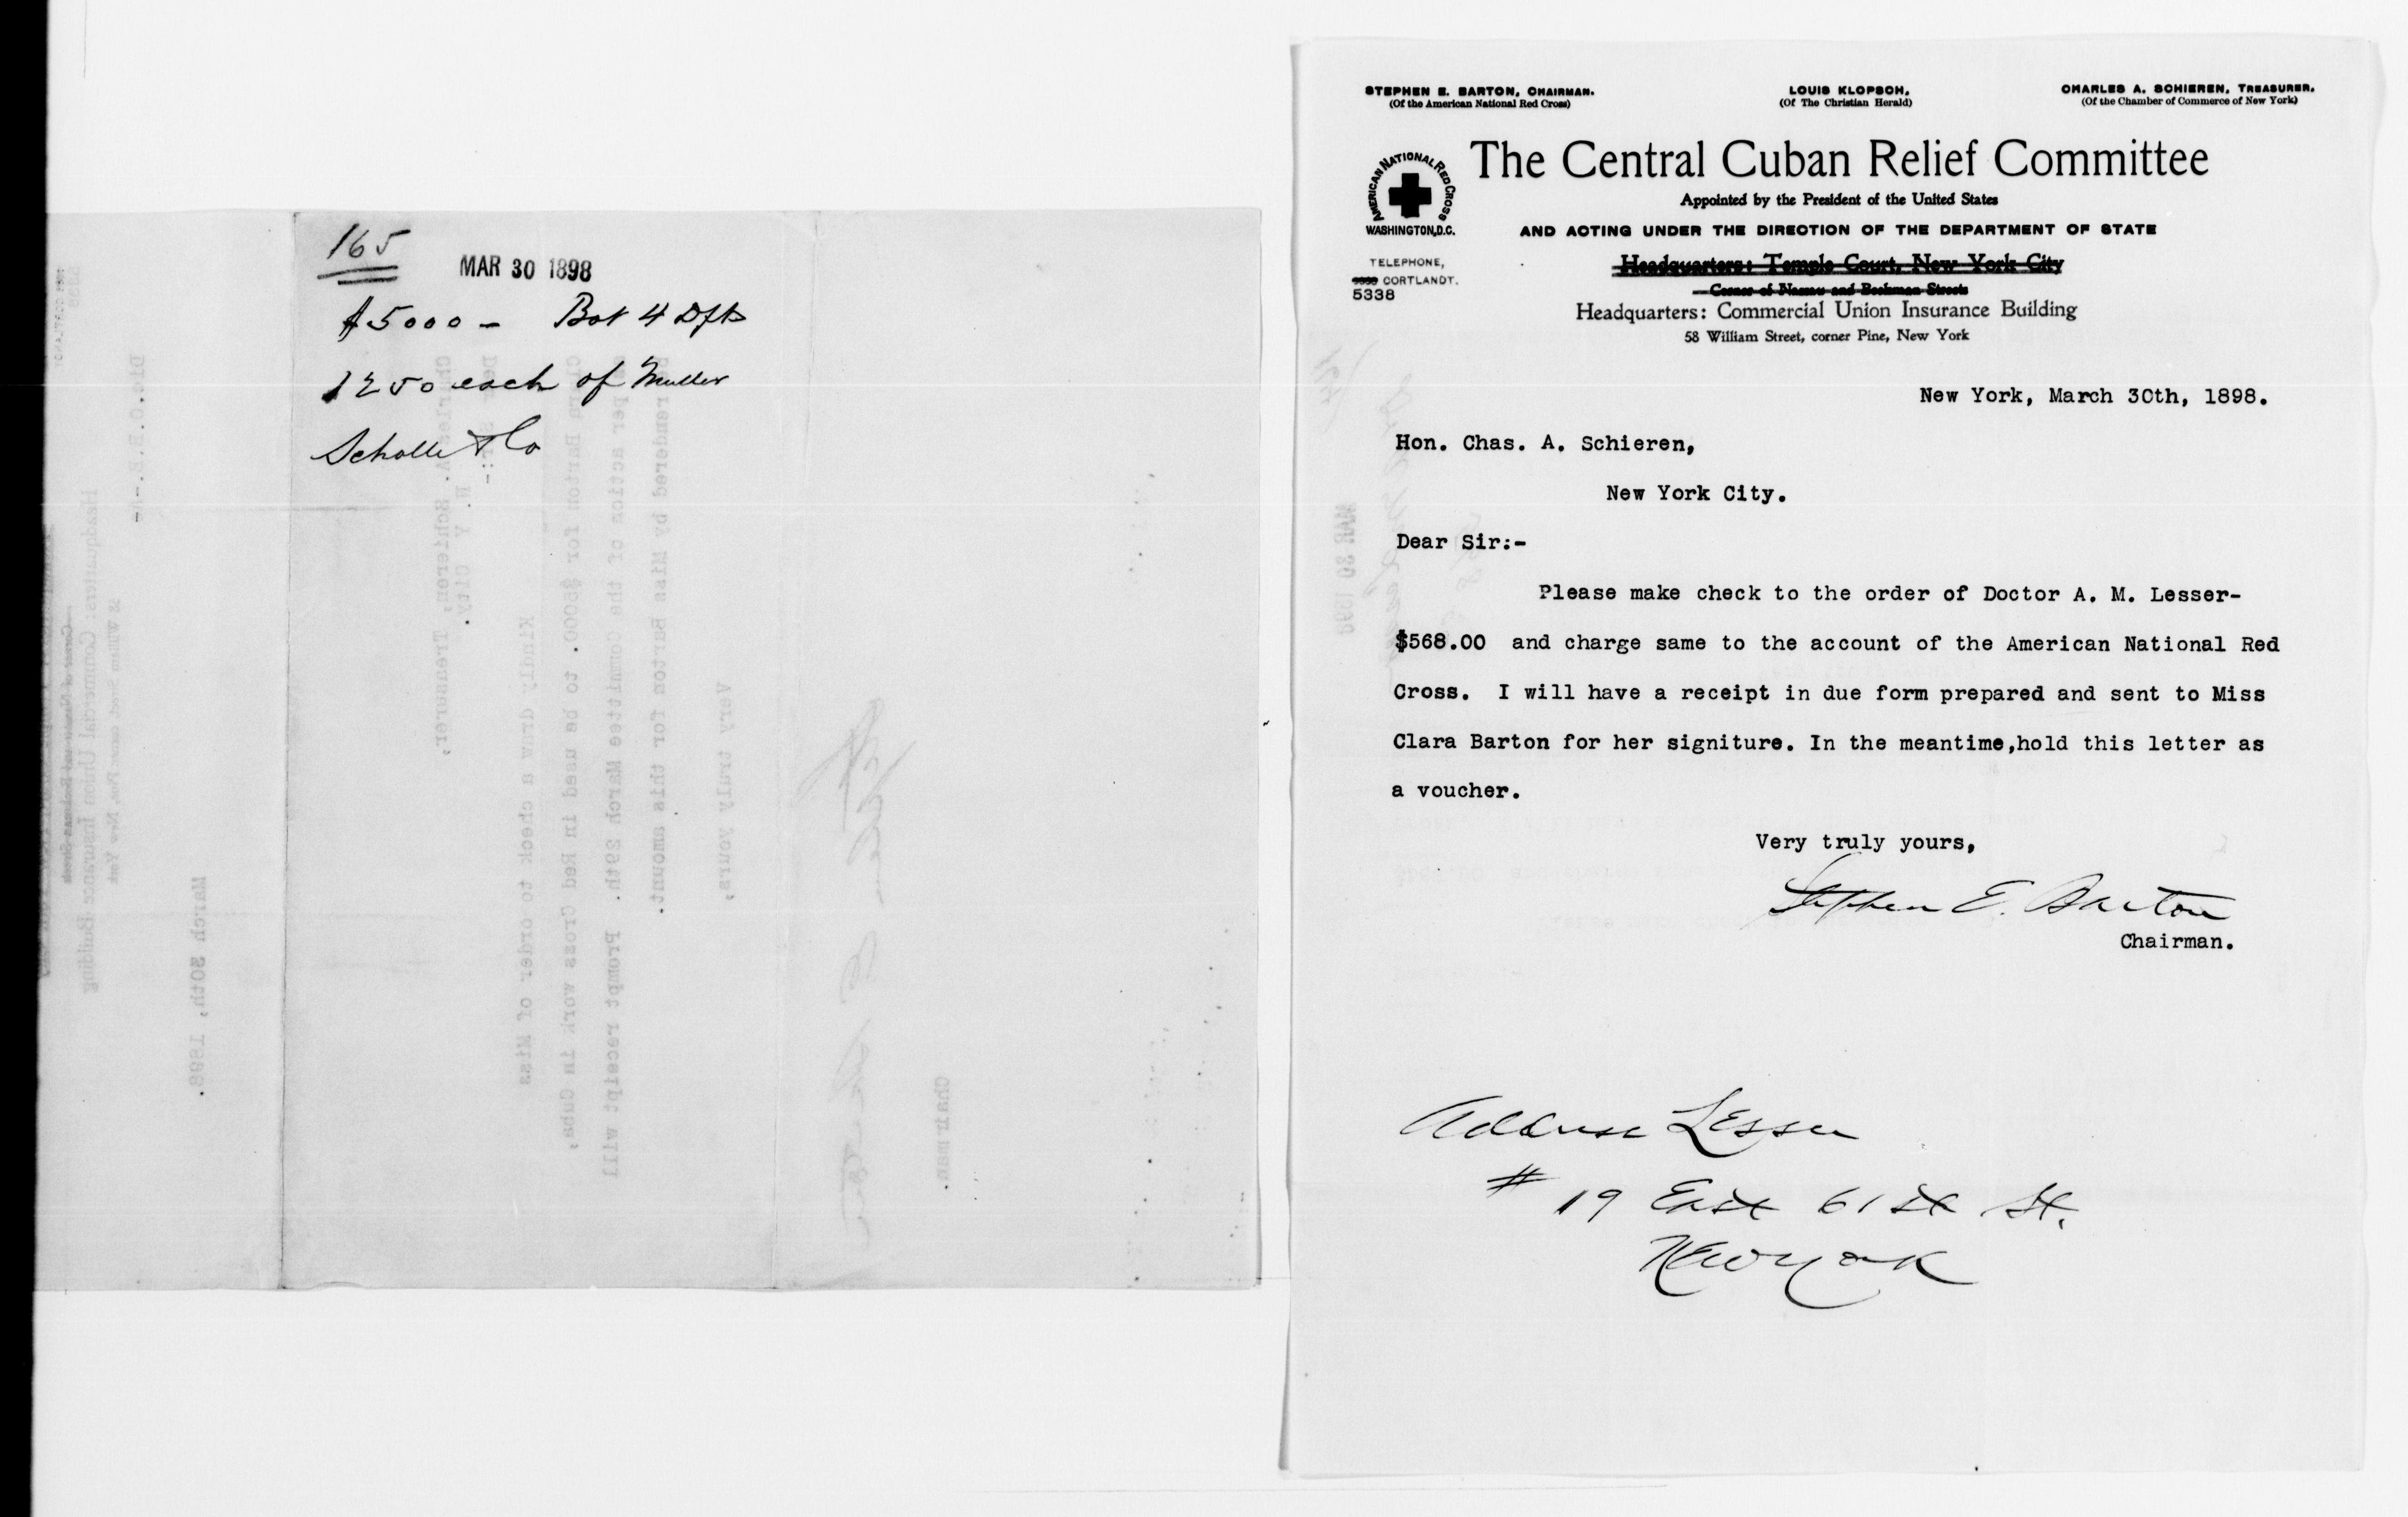 165
MAR 30 1898
$5000 - Bot 4 Dfts
1250 each of Muller
Schalle & Co
STEPHEN E. BARTON, CHAIRMAN.
(Of the American National Red Cross)
LOUIS KLOPSCH,
(Of The Christian Herald)
CHARLES A. SCHIEREN, TREASURER.
(Of the Chamber of Commerce of New York)
AMERICAN NATIONAL RED CROSS
WASHINGTON, D.C.
The Central Cuban Relief Committee
Appointed by the President of the United States
AND ACTING UNDER THE DIRECTION OF THE DEPARTMENT OF STATE
TELEPHONE,
CORTLANDT.
5338
Headquarters: Temple Court, New York City
Corner of Nassau and Beekman Streets
Headquarters: Commercial Union Insurance Building
58 William Street, corner Pine, New York
New York, March 30th, 1898.
Hon. Chas. A. Schieren,
New York City.
Dear Sir:-
Please make check to the order of Doctor A. M. Lesser-
$568.00 and charge same to the account of the American National Red
Cross. I will have a receipt in due form prepared and sent to Miss
Clara Barton for her signiture. In the meantime,hold this letter as
a voucher.
Very truly yours,
Stephen E. Barton
Chairman.
Address Lesser
# 19 East 61st St.
New York